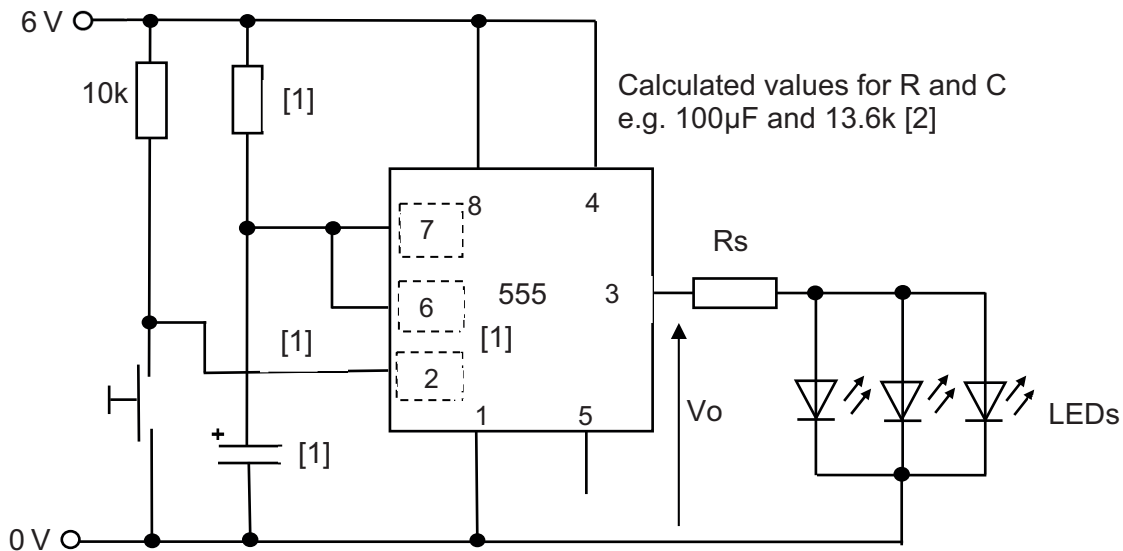 6 V
10k
[1]
Calculated values for R and C
e.g. 100µF and 13.6k [2]
8
4
7
Rs
6
555
3
[1]
[1]
2
Vo
LEDs
1
5
+
[1]
0 V